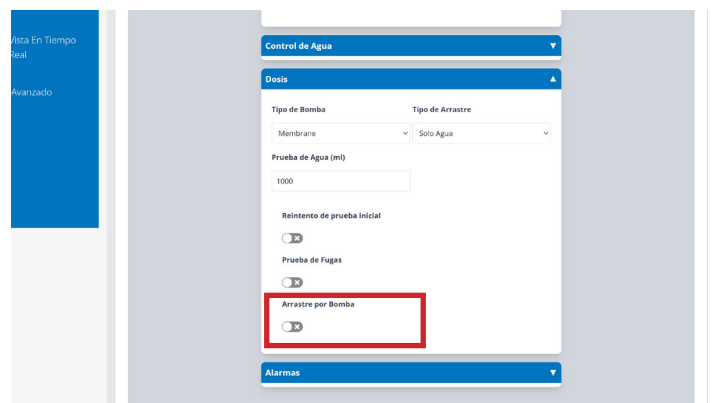 Vista En Tiempo
Real
Avanzado
Control de Agua
Dosis
Tipo de Bomba
Tipo de Arrastre
Membrane
Solo Agua
Prueba de Agua (ml)
1000
Reintento de prueba inicial
Prueba de Fugas
Arrastre por Bomba
Alarmas